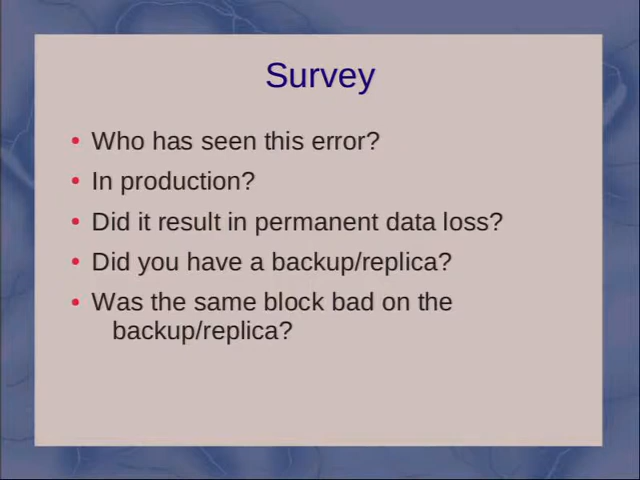 Survey
Who has seen this error?
In production?
Did it result in permanent data loss?
Did you have a backup/replica?
Was the same block bad on the
backup/replica?